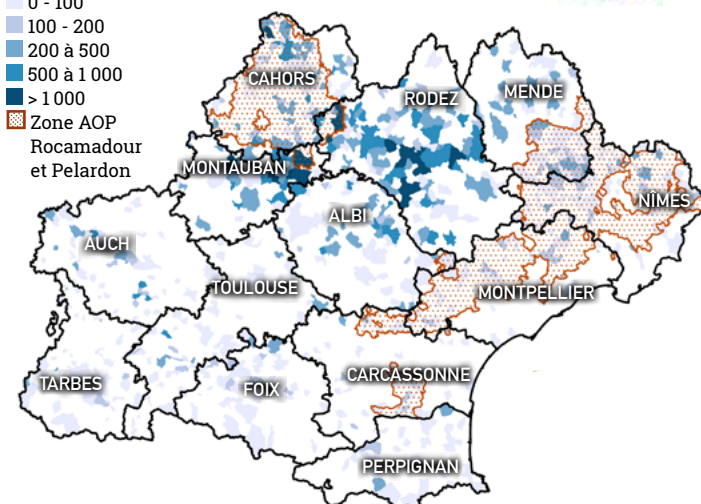 0 - 100
100 - 200
200 à 500
500 à 1 000
> 1 000
Zone AOP
Rocamadour
et Pelardon
CAHORS
RODEZ
MENDE
MONTAUBAN
NÎMES
ALBI
AUCH
TOULOUSE
MONTPELLIER
TARBES
FOIX
CARCASSONNE
PERPIGNAN